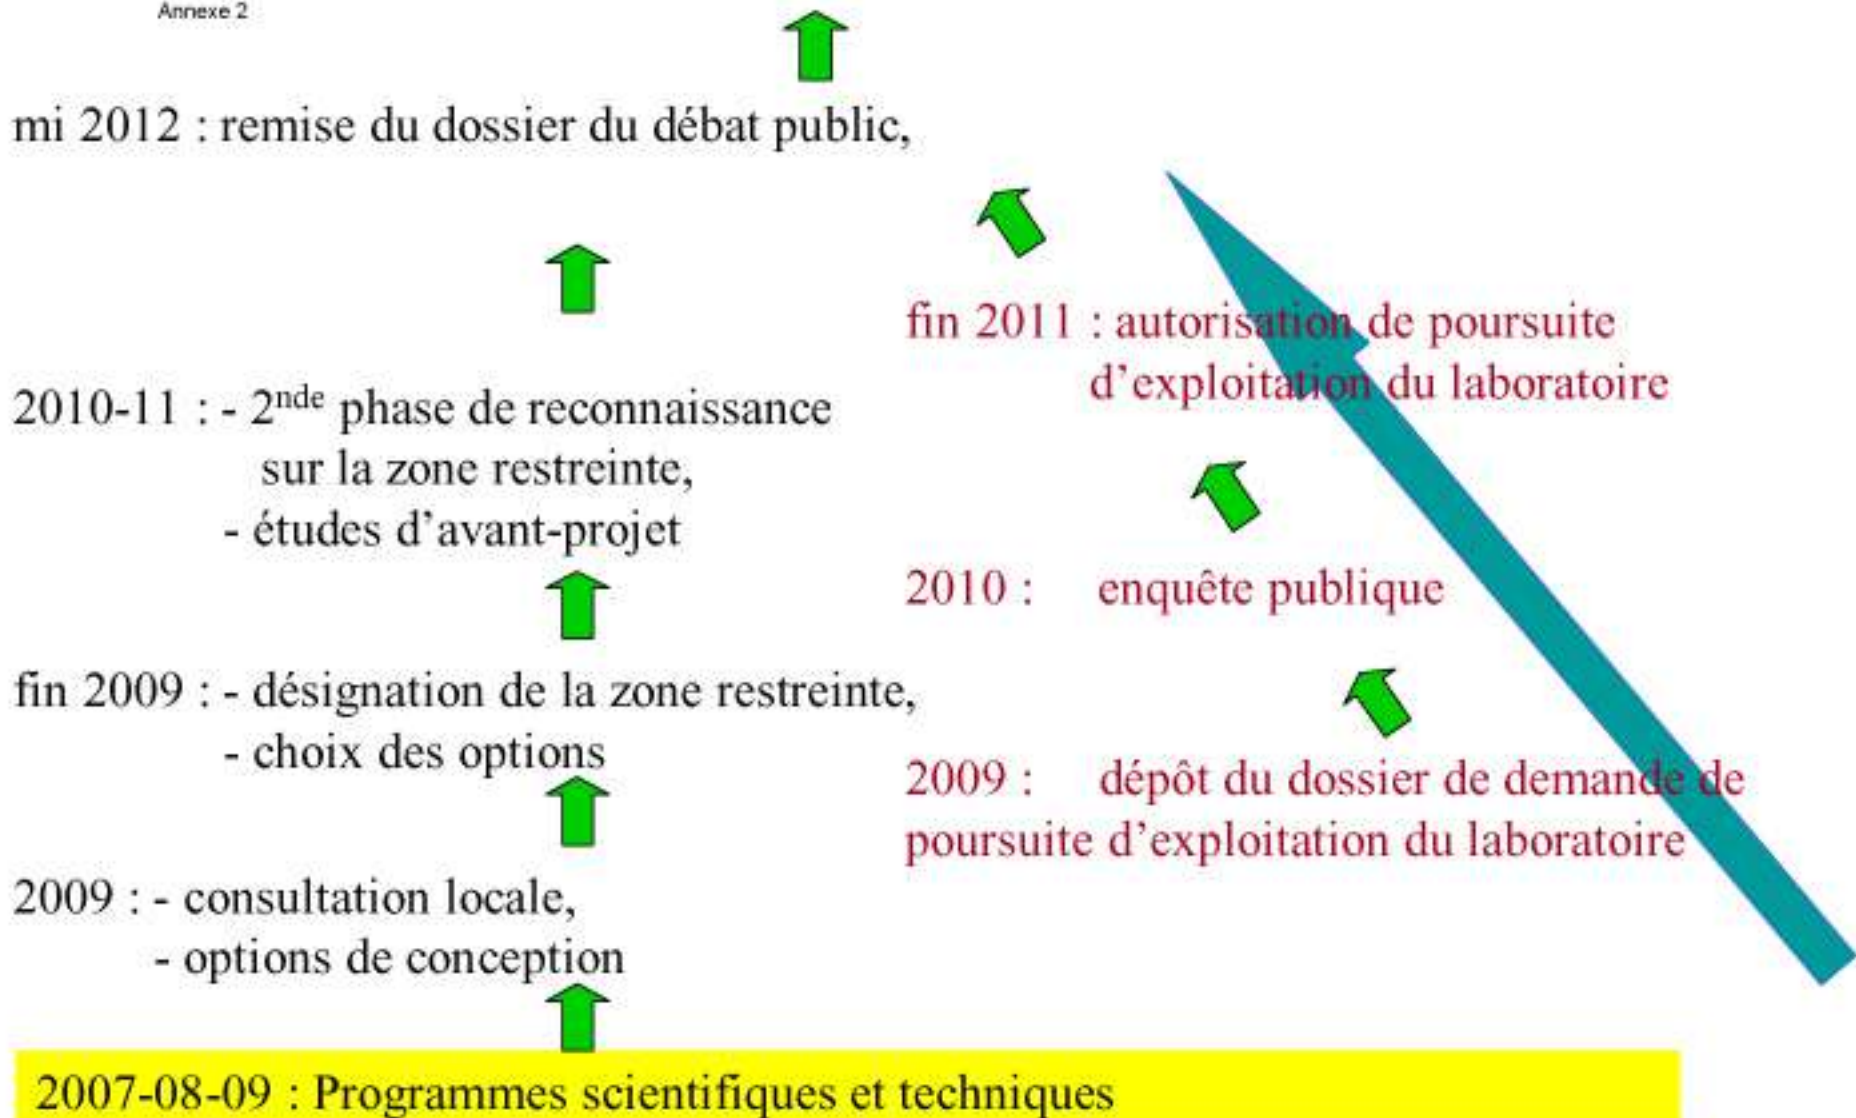 Annexe 2
mi 2012 : remise du dossier du débat public,
fin 2011 : autorisation de poursuite
d’exploitation du laboratoire
2010-11 : - 2nde phase de reconnaissance
sur la zone restreinte,
- études d’avant-projet
2010 : enquête publique
fin 2009 : - désignation de la zone restreinte,
- choix des options
2009 : dépôt du dossier de demande de
poursuite d’exploitation du laboratoire
2009 : - consultation locale,
- options de conception
2007-08-09 : Programmes scientifiques et techniques